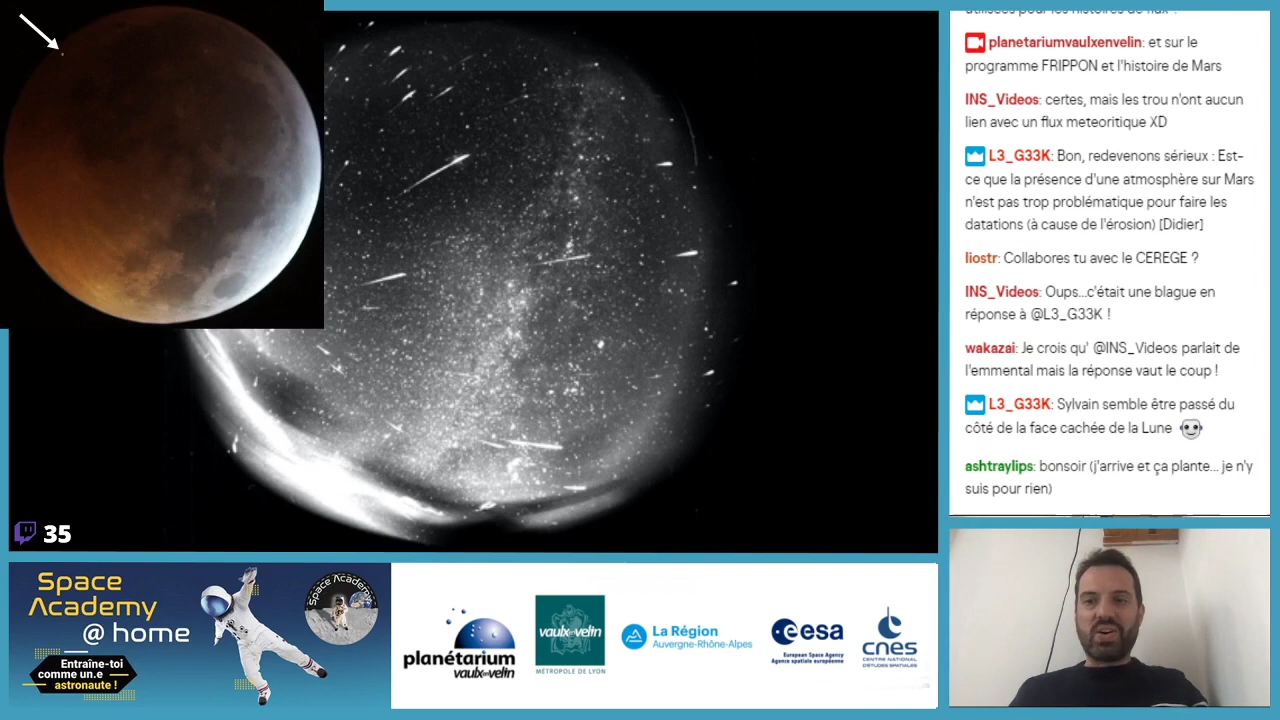 utilisées pour les histoires de flux ?
planetariumvaulxenvelin: et sur le
programme FRIPPON et l'histoire de Mars
INS_Videos: certes, mais les trou n'ont aucun
lien avec un flux meteoritique XD
L3_G33K: Bon, redevenons sérieux : Est-
ce que la présence d'une atmosphère sur Mars
n'est pas trop problématique pour faire les
datations (à cause de l'érosion) [Didier]
liostr: Collabores tu avec le CEREGE ?
INS_Videos: Oups...c'était une blague en
réponse à @L3_G33K !
wakazai: Je crois qu' @INS_Videos parlait de
l'emmental mais la réponse vaut le coup !
L3_G33K: Sylvain semble être passé du
côté de la face cachée de la Lune
ashtraylips: bonsoir (j'arrive et ça plante... je n'y
suis pour rien)
35
Space
Academy
@ home
Entraîne-toi
comme un.e
astronaute !
Space Academy
planétarium
vaulx en velin
vaulx en velin
MÉTROPOLE DE LYON
La Région
Auvergne-Rhône-Alpes
esa
European Space Agency
Agence spatiale européenne
cnes
CENTRE NATIONAL
D'ÉTUDES SPATIALES